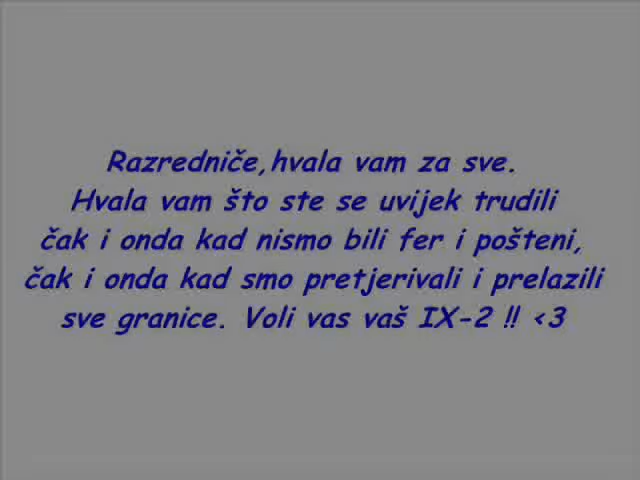 Razredniče,hvala vam za sve.
Hvala vam što ste se uvijek trudili
čak i onda kad nismo bili fer i pošteni,
čak i onda kad smo pretjerivali i prelazili
sve granice. Voli vas vaš IX-2 !! <3